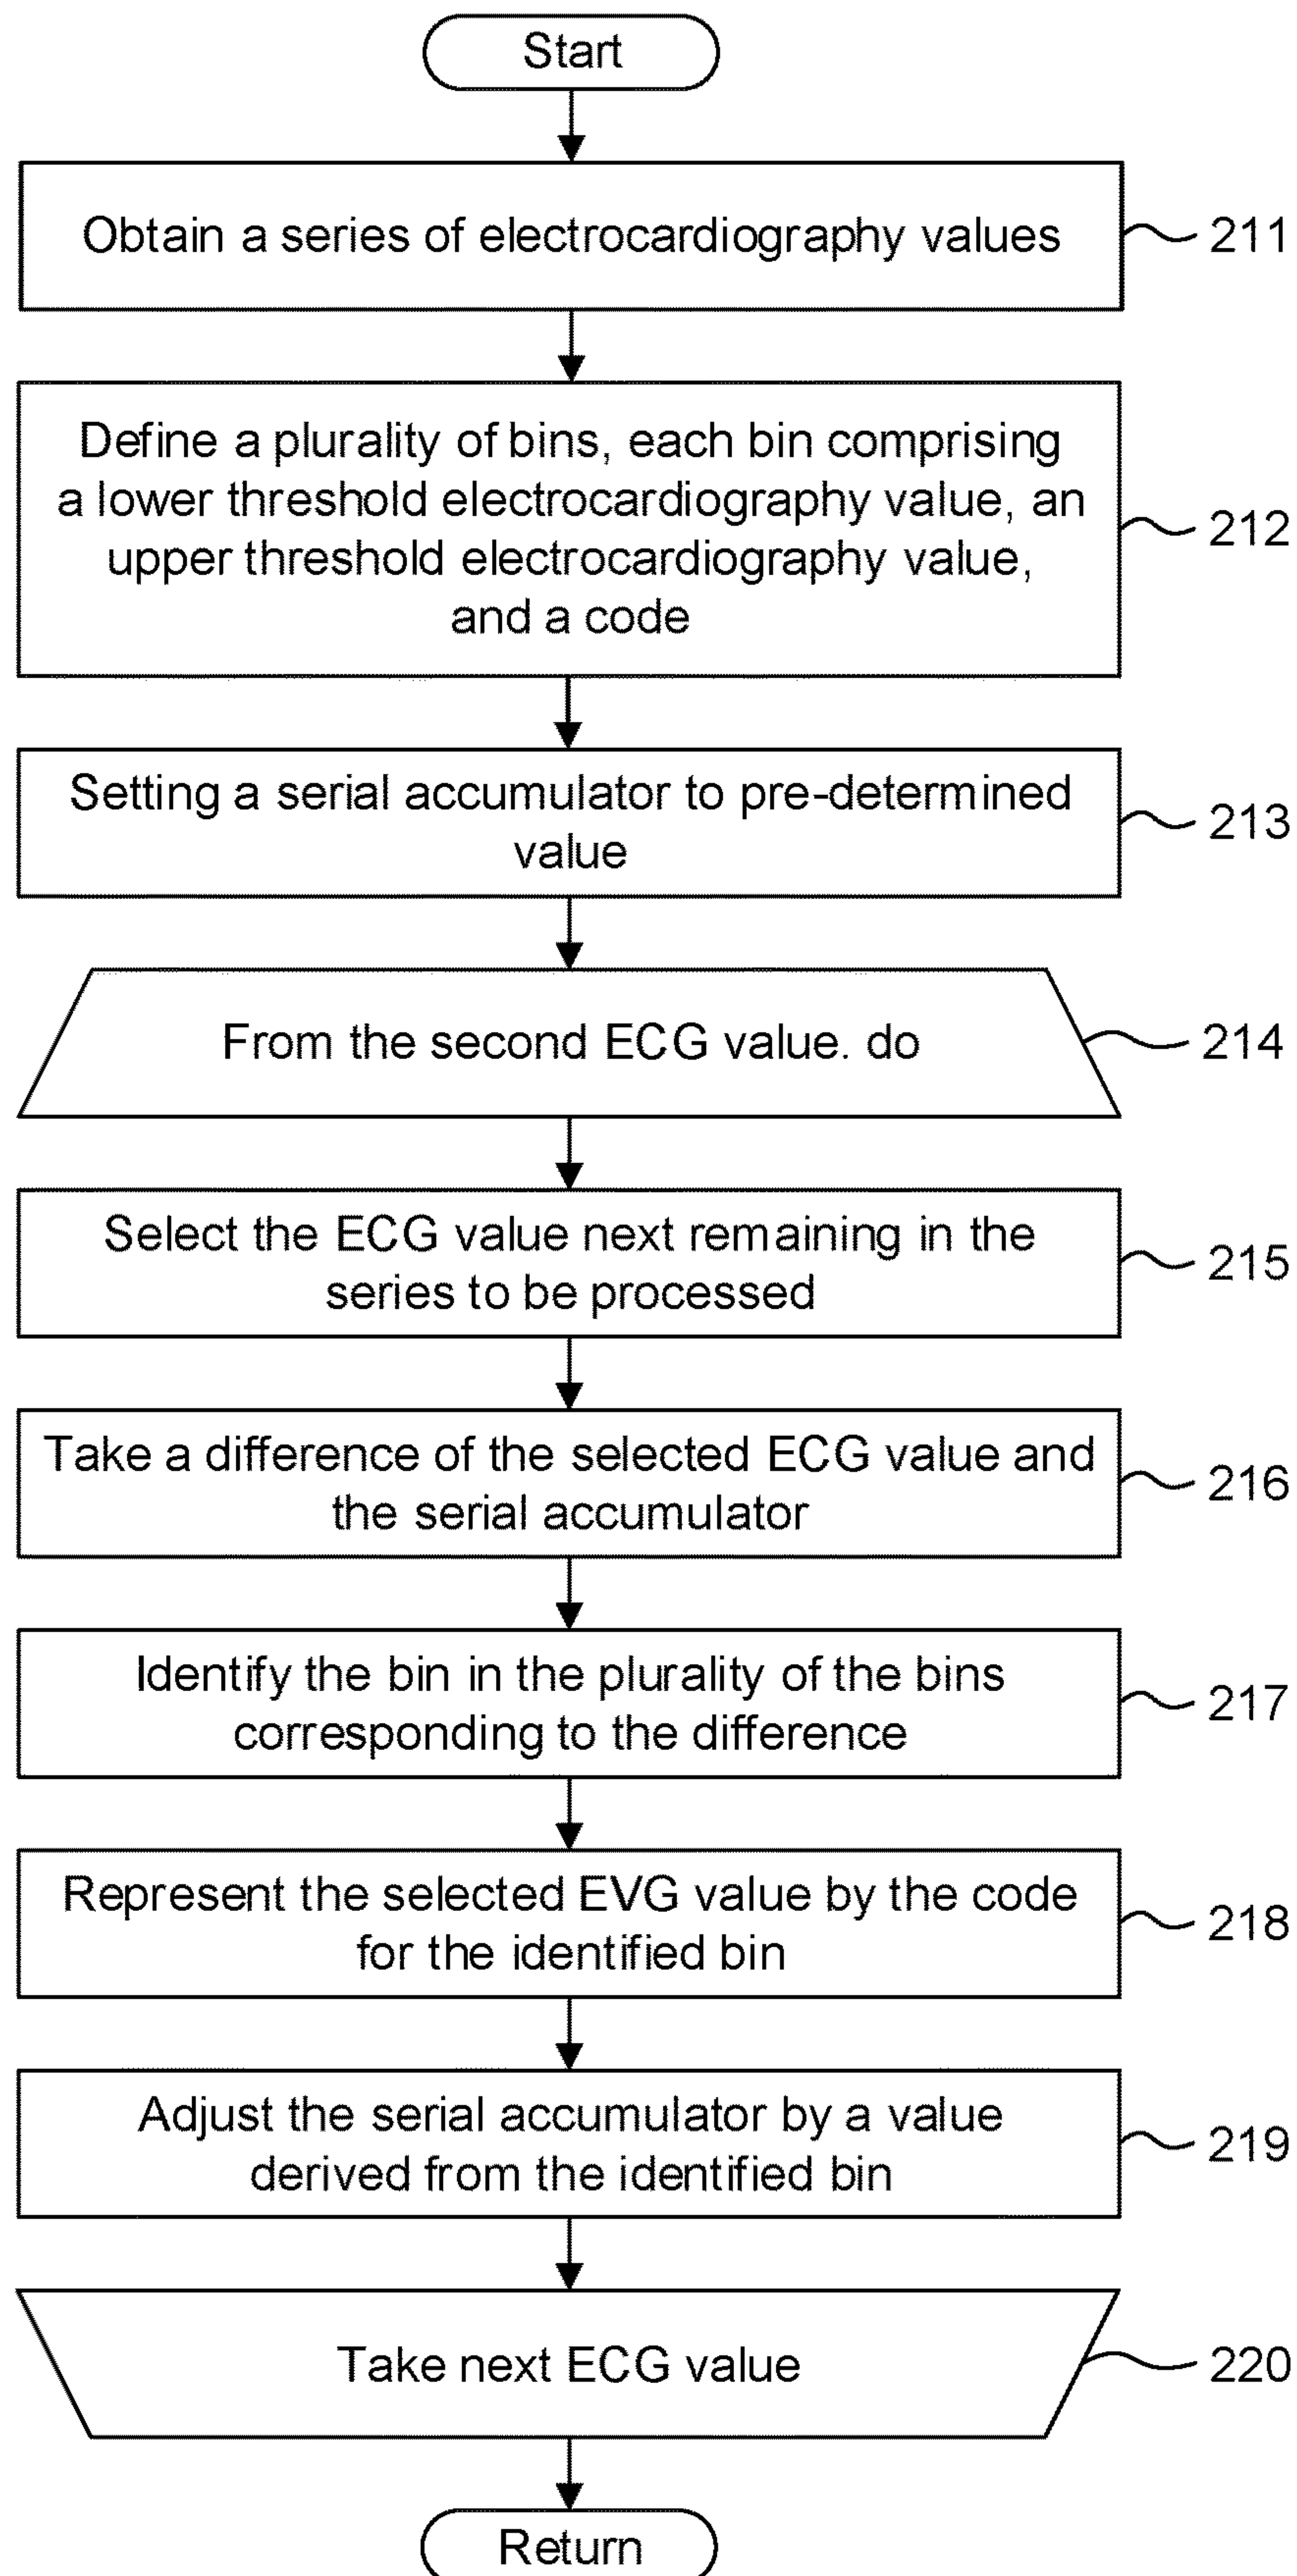 Start
Obtain a series of electrocardiography values
211
Define a plurality of bins, each bin comprising
a lower threshold electrocardiography value, an
upper threshold electrocardiography value,
and a code
212
Setting a serial accumulator to pre-determined
value
213
From the second ECG value. do
214
Select the ECG value next remaining in the
series to be processed
215
Take a difference of the selected ECG value and
the serial accumulator
216
Identify the bin in the plurality of the bins
corresponding to the difference
217
Represent the selected EVG value by the code
for the identified bin
218
Adjust the serial accumulator by a value
derived from the identified bin
219
Take next ECG value
220
Return